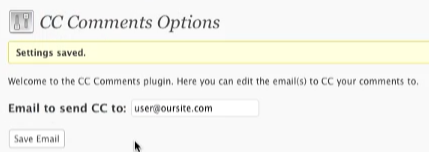 CC Comments Options
Settings saved.
Welcome to the CC Comments plugin. Here you can edit the email(s) to CC your comments to.
Email to send CC to: user@oursite.com
Save Email